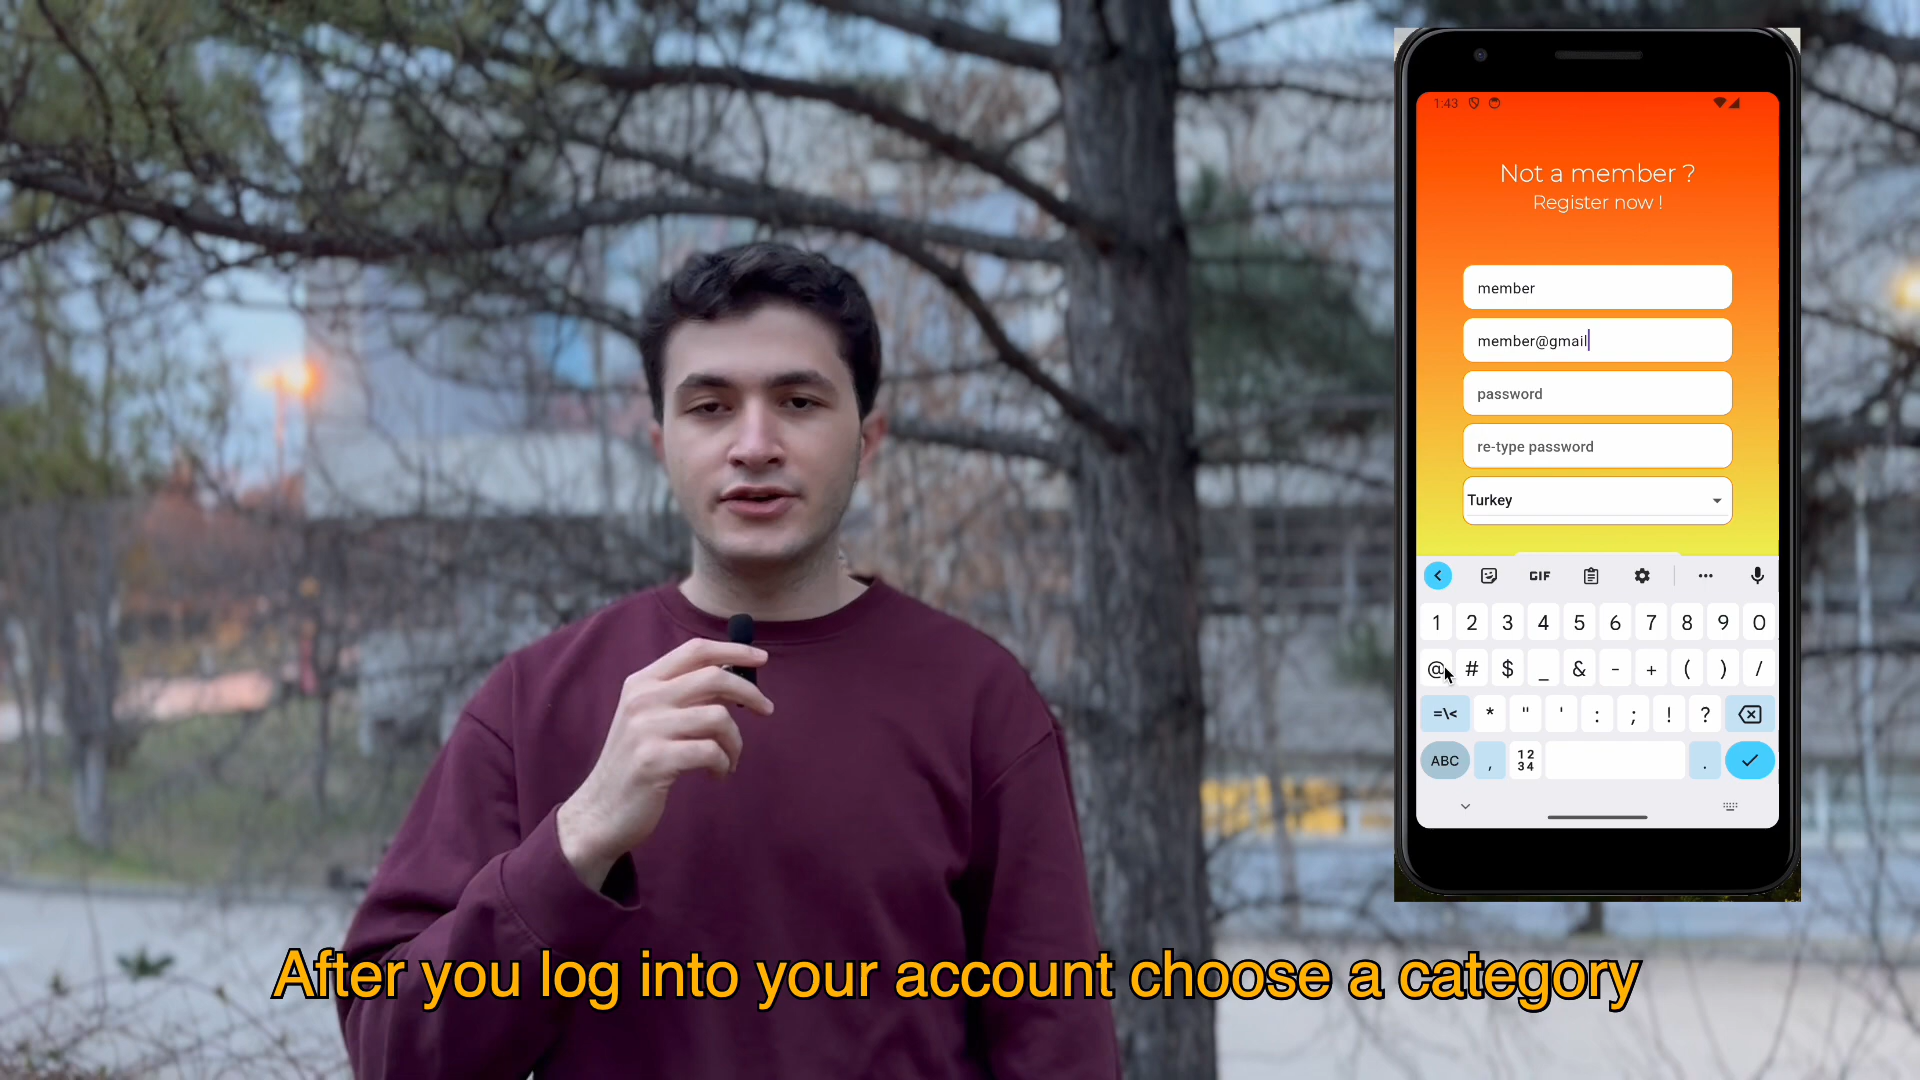 1:43
Not a member ?
Register now !
member
member@gmail
password
re-type password
Turkey
GIF
1 2 3 4 5 6 7 8 9 0
@ # $ _ & - + ( ) /
=\< * " ' : ; ! ?
ABC , 12 34 .
After you log into your account choose a category